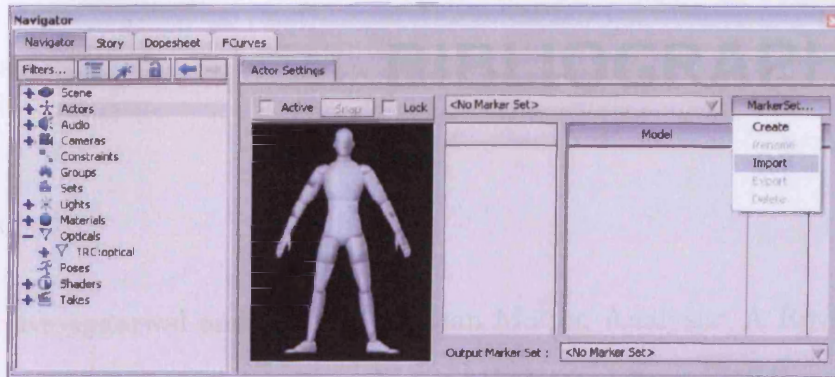 Navigator
Navigator Story Dopesheet FCurves
Filters...
Actor Settings
Scene
Actors
Audio
Cameras
Constraints
Groups
Sets
Lights
Materials
Opticals
TRC:optical
Poses
Shaders
Takes
Active Snap Lock
<No Marker Set>
MarkerSet...
Model
Create
Rename
Import
Export
Delete
Output Marker Set : <No Marker Set>